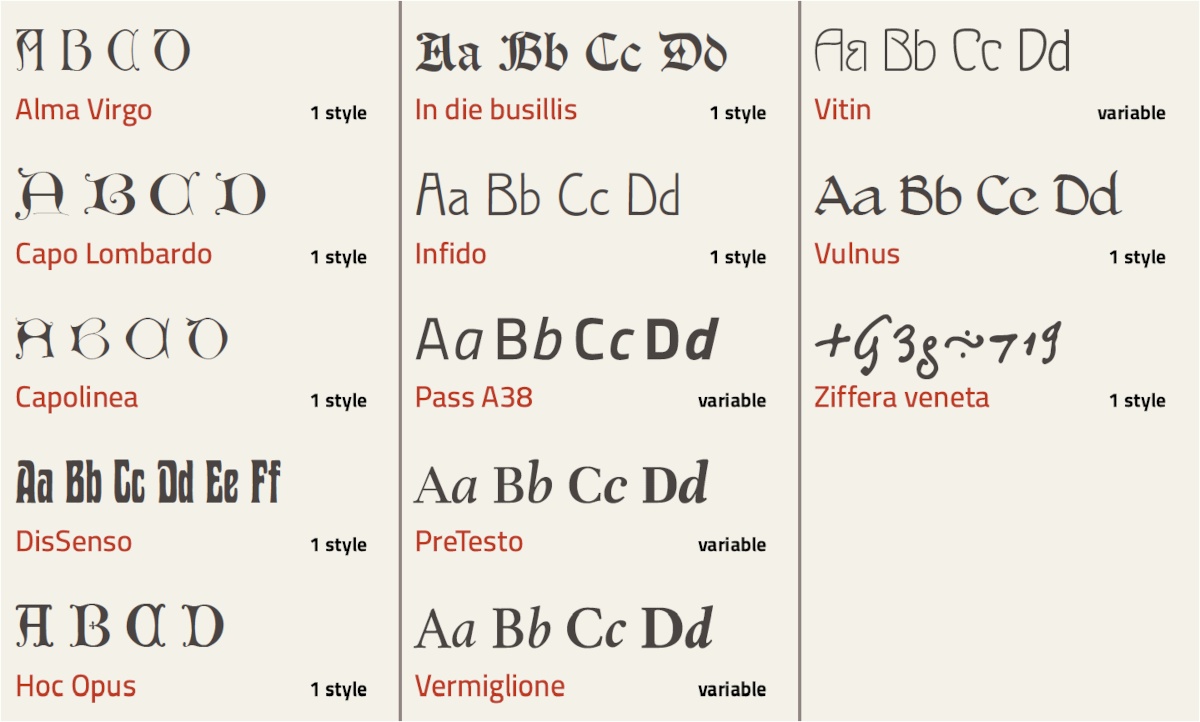 A B C D
Alma Virgo 1 style
A B C D
Capo Lombardo 1 style
A B C D
Capolinea 1 style
Aa Bb Cc Dd Ee Ff
DisSenso 1 style
A B C D
Hoc Opus 1 style
Aa Bb Cc Dd
In die busillis 1 style
Aa Bb Cc Dd
Infido 1 style
Aa Bb Cc Dd
Pass A38 variable
Aa Bb Cc Dd
PreTesto variable
Aa Bb Cc Dd
Vermiglione variable
Aa Bb Cc Dd
Vitin variable
Aa Bb Cc Dd
Vulnus 1 style
Ziffera veneta 1 style